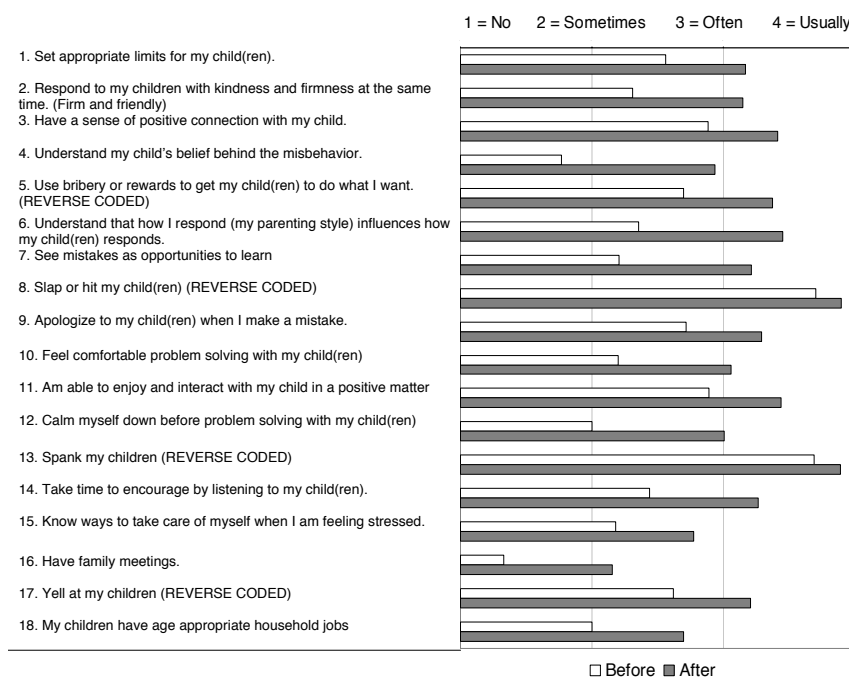 1 = No 2 = Sometimes 3 = Often 4 = Usually
1. Set appropriate limits for my child(ren).
2. Respond to my children with kindness and firmness at the same
time. (Firm and friendly)
3. Have a sense of positive connection with my child.
4. Understand my child's belief behind the misbehavior.
5. Use bribery or rewards to get my child(ren) to do what I want.
(REVERSE CODED)
6. Understand that how I respond (my parenting style) influences how
my child(ren) responds.
7. See mistakes as opportunities to learn
8. Slap or hit my child(ren) (REVERSE CODED)
9. Apologize to my child(ren) when I make a mistake.
10. Feel comfortable problem solving with my child(ren)
11. Am able to enjoy and interact with my child in a positive matter
12. Calm myself down before problem solving with my child(ren)
13. Spank my children (REVERSE CODED)
14. Take time to encourage by listening to my child(ren).
15. Know ways to take care of myself when I am feeling stressed.
16. Have family meetings.
17. Yell at my children (REVERSE CODED)
18. My children have age appropriate household jobs
Before After